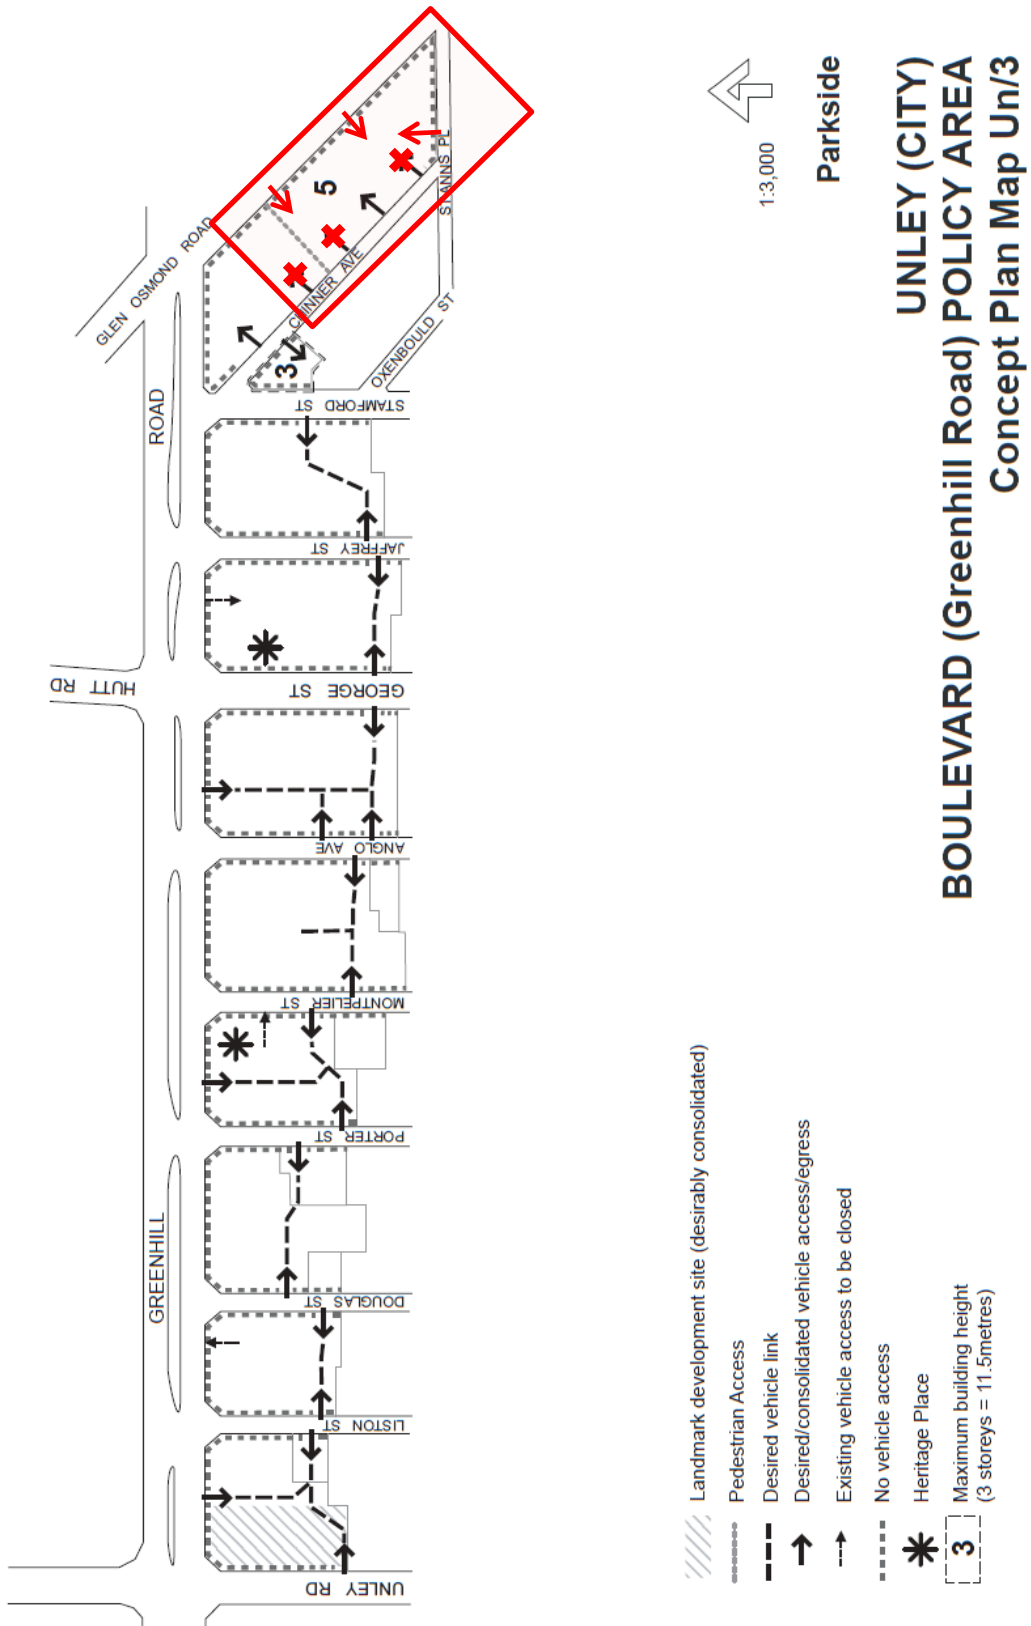 UNLEY (CITY)
BOULEVARD (Greenhill Road) POLICY AREA
Concept Plan Map Un/3
Parkside
1:3,000
GLEN OSMOND ROAD
GREENHILL
ROAD
HUTT RD
UNLEY RD
LISTON ST
DOUGLAS ST
PORTER ST
MONTPELIER ST
ANGLO AVE
GEORGE ST
JAFFREY ST
STAMFORD ST
OXENBOULD ST
CHINNER AVE
ST ANNS PL
5
3
Landmark development site (desirably consolidated)
Pedestrian Access
Desired vehicle link
Desired/consolidated vehicle access/egress
Existing vehicle access to be closed
No vehicle access
Heritage Place
3
Maximum building height
(3 storeys = 11.5metres)